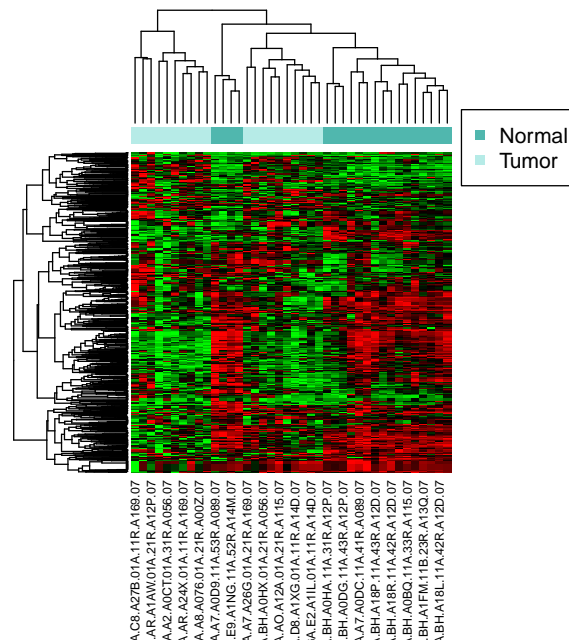 Normal
Tumor
A.C8.A27B.01A.11R.A169.07
.AR.A1AW.01A.21R.A12P.07
A.A2.A0CT.01A.31R.A056.07
.AR.A24X.01A.11R.A169.07
A.A8.A076.01A.21R.A00Z.07
A.A7.A0D9.11A.53R.A089.07
.E9.A1NG.11A.52R.A14M.07
A.A7.A26G.01A.21R.A169.07
.BH.A0HX.01A.21R.A056.07
.AO.A12A.01A.21R.A115.07
.D8.A1XG.01A.11R.A14D.07
A.E2.A1IL.01A.11R.A14D.07
.BH.A0HA.11A.31R.A12P.07
.BH.A0DG.11A.43R.A12P.07
A.A7.A0DC.11A.41R.A089.07
.BH.A18P.11A.43R.A12D.07
.BH.A18R.11A.42R.A12D.07
.BH.A0BQ.11A.33R.A115.07
.BH.A1FM.11B.23R.A13Q.07
.BH.A18L.11A.42R.A12D.07